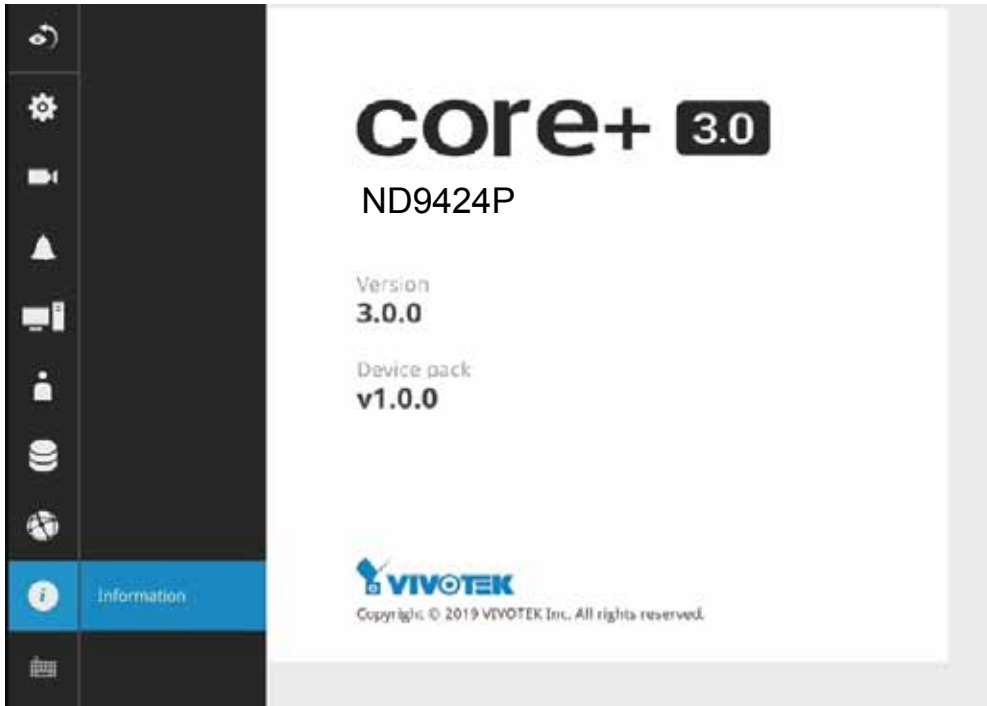 core+ 3.0
ND9424P
Version
3.0.0
Device pack
v1.0.0
Information
VIVOTEK
Copyright © 2019 VIVOTEK Inc. All rights reserved.